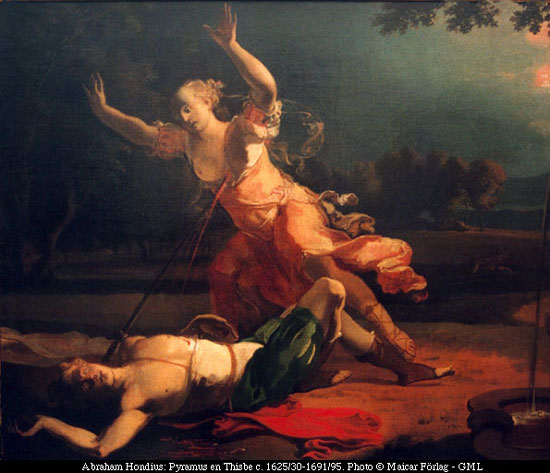 Abraham Hondius: Pyramus en Thisbe c. 1625/30-1691/95. Photo © Maicar Förlag - GML